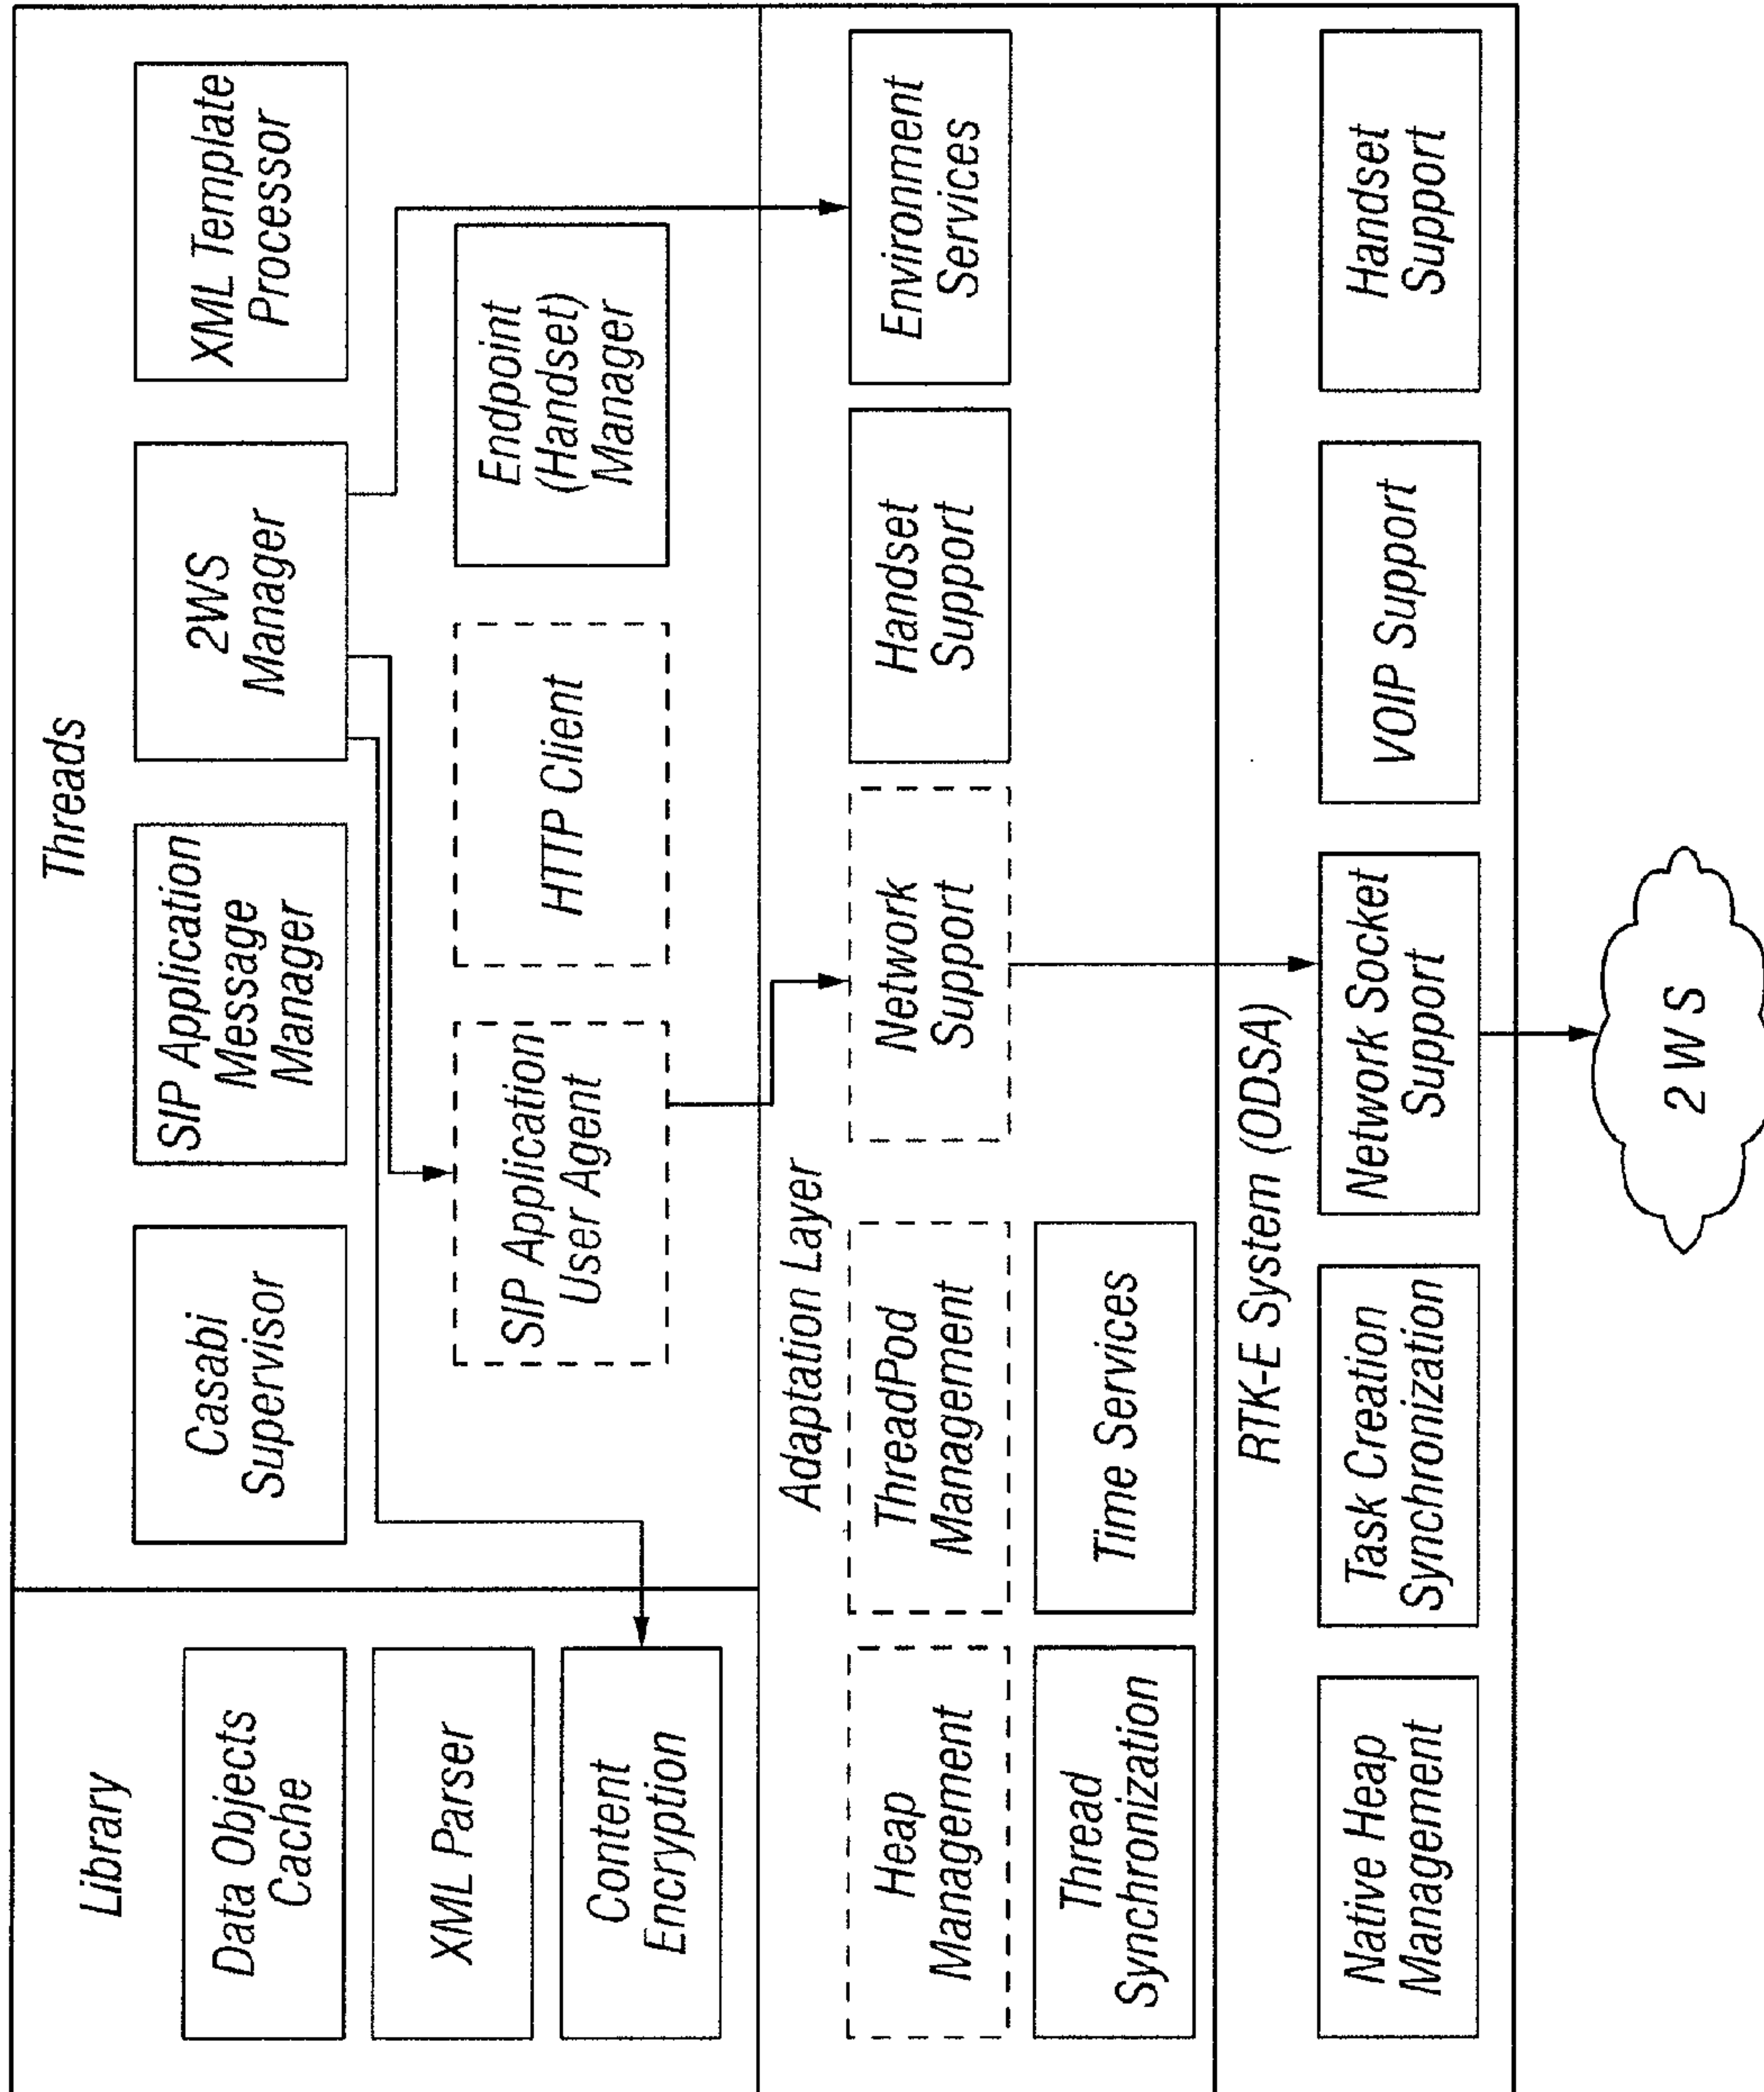 Library
Data Objects
Cache
XML Parser
Content
Encryption
Threads
Casabi
Supervisor
SIP Application
Message
Manager
2WS
Manager
XML Template
Processor
SIP Application
User Agent
HTTP Client
Endpoint
(Handset)
Manager
Adaptation Layer
Heap
Management
ThreadPod
Management
Network
Support
Handset
Support
Environment
Services
Thread
Synchronization
Time Services
RTK-E System (ODSA)
Native Heap
Management
Task Creation
Synchronization
Network Socket
Support
VOIP Support
Handset
Support
2 W S